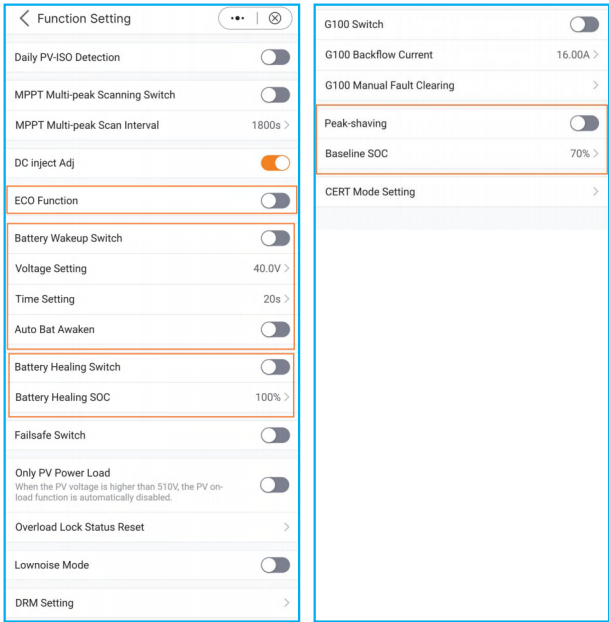 Function Setting
Daily PV-ISO Detection
MPPT Multi-peak Scanning Switch
MPPT Multi-peak Scan Interval 1800s
DC inject Adj
ECO Function
Battery Wakeup Switch
Voltage Setting 40.0V
Time Setting 20s
Auto Bat Awaken
Battery Healing Switch
Battery Healing SOC 100%
Failsafe Switch
Only PV Power Load
When the PV voltage is higher than 510V, the PV on-
load function is automatically disabled.
Overload Lock Status Reset
Lownoise Mode
DRM Setting
G100 Switch
G100 Backflow Current 16.00A
G100 Manual Fault Clearing
Peak-shaving
Baseline SOC 70%
CERT Mode Setting